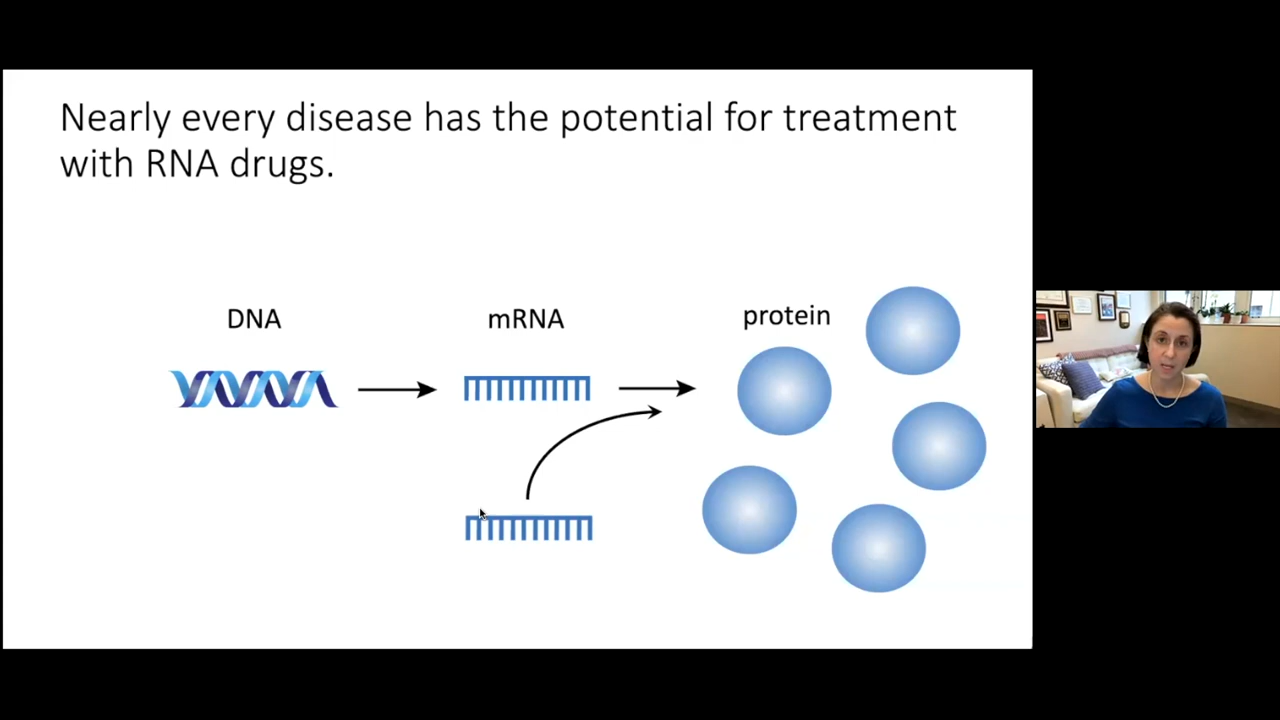 Nearly every disease has the potential for treatment
with RNA drugs.
DNA
mRNA
protein